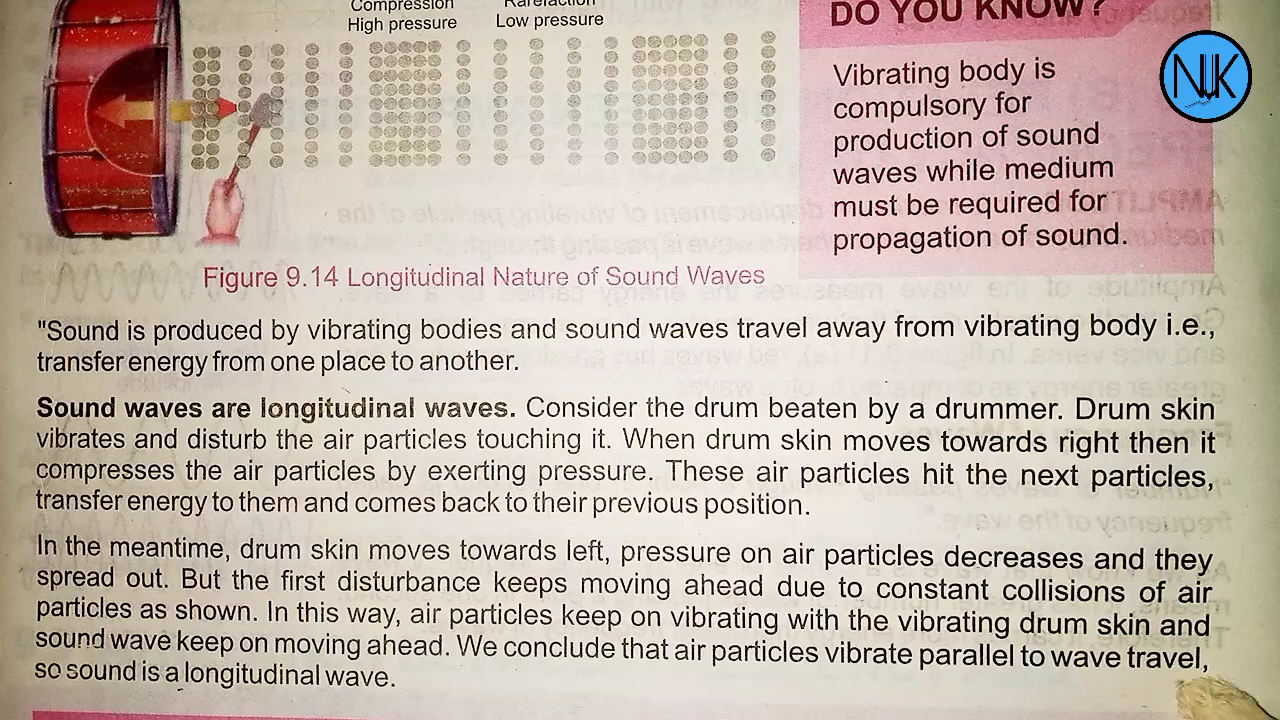 Compression
Rarefaction
High pressure
Low pressure
DO YOU KNOW?
NUK
Vibrating body is
compulsory for
production of sound
waves while medium
must be required for
propagation of sound.
Figure 9.14 Longitudinal Nature of Sound Waves
"Sound is produced by vibrating bodies and sound waves travel away from vibrating body i.e.,
transfer energy from one place to another.
Sound waves are longitudinal waves. Consider the drum beaten by a drummer. Drum skin
vibrates and disturb the air particles touching it. When drum skin moves towards right then it
compresses the air particles by exerting pressure. These air particles hit the next particles,
transfer energy to them and comes back to their previous position.
In the meantime, drum skin moves towards left, pressure on air particles decreases and they
spread out. But the first disturbance keeps moving ahead due to constant collisions of air
particles as shown. In this way, air particles keep on vibrating with the vibrating drum skin and
sound wave keep on moving ahead. We conclude that air particles vibrate parallel to wave travel,
so sound is a longitudinal wave.